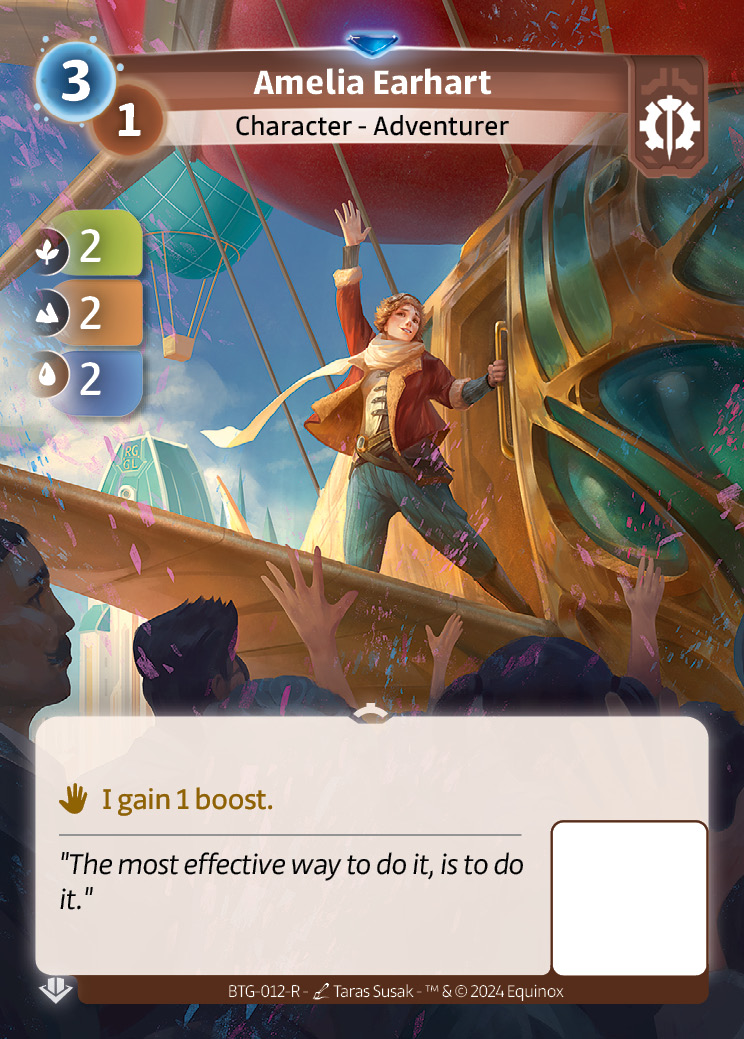 3
Amelia Earhart
1
Character - Adventurer
2
2
2
RG
GL
I gain 1 boost.
"The most effective way to do it, is to do
it."
BTG-012-R - Taras Susak - ™ & © 2024 Equinox